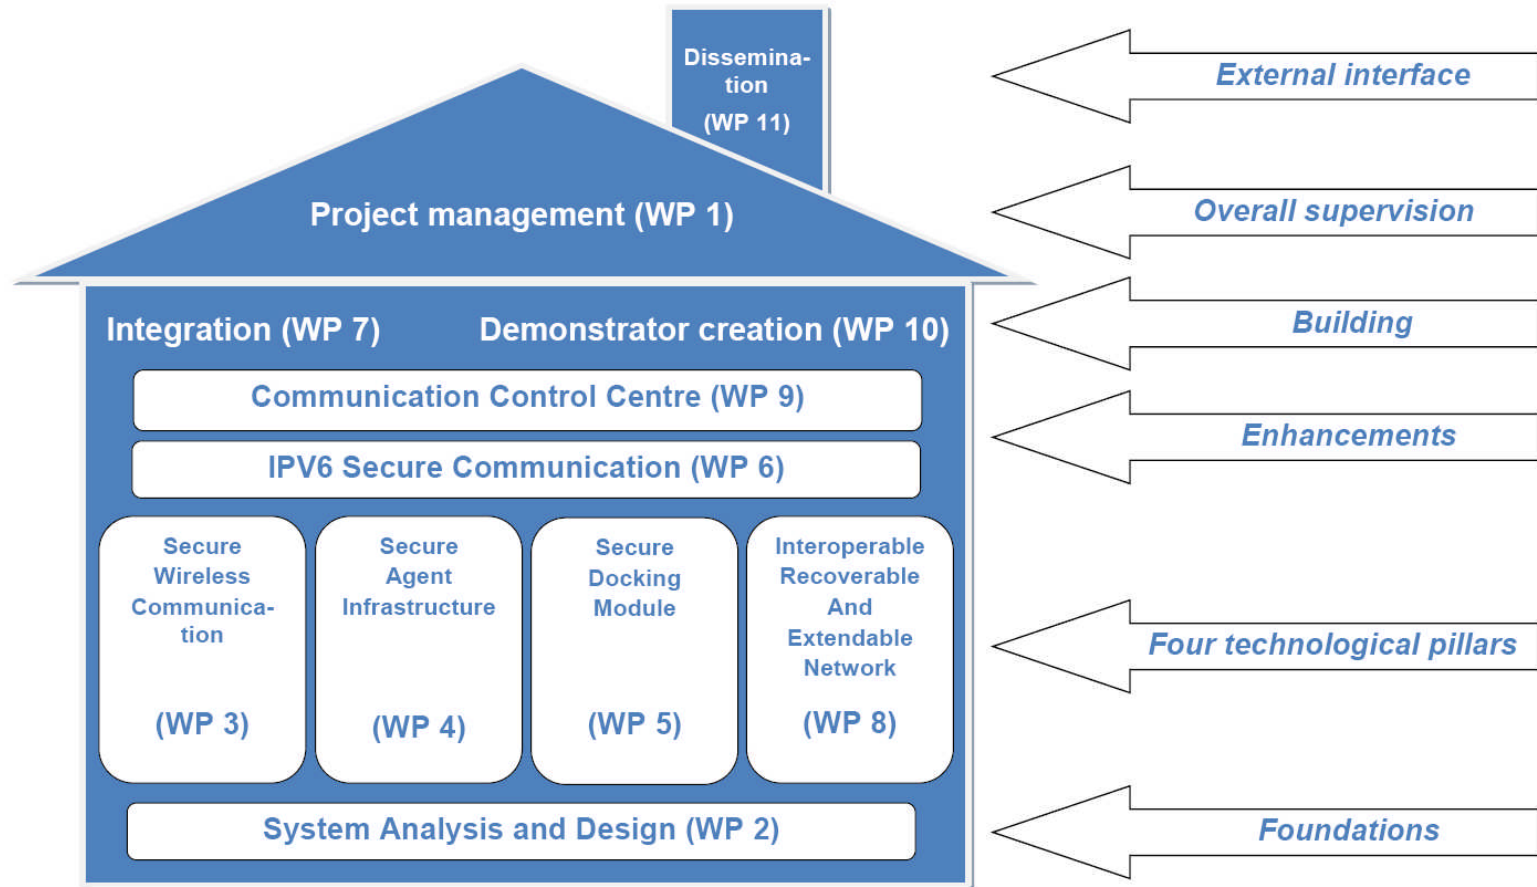 Dissemina-
tion
(WP 11)
External interface
Project management (WP 1)
Overall supervision
Integration (WP 7)
Demonstrator creation (WP 10)
Building
Communication Control Centre (WP 9)
Enhancements
IPV6 Secure Communication (WP 6)
Secure
Wireless
Communica-
tion
(WP 3)
Secure
Agent
Infrastructure
(WP 4)
Secure
Docking
Module
(WP 5)
Interoperable
Recoverable
And
Extendable
Network
(WP 8)
Four technological pillars
System Analysis and Design (WP 2)
Foundations